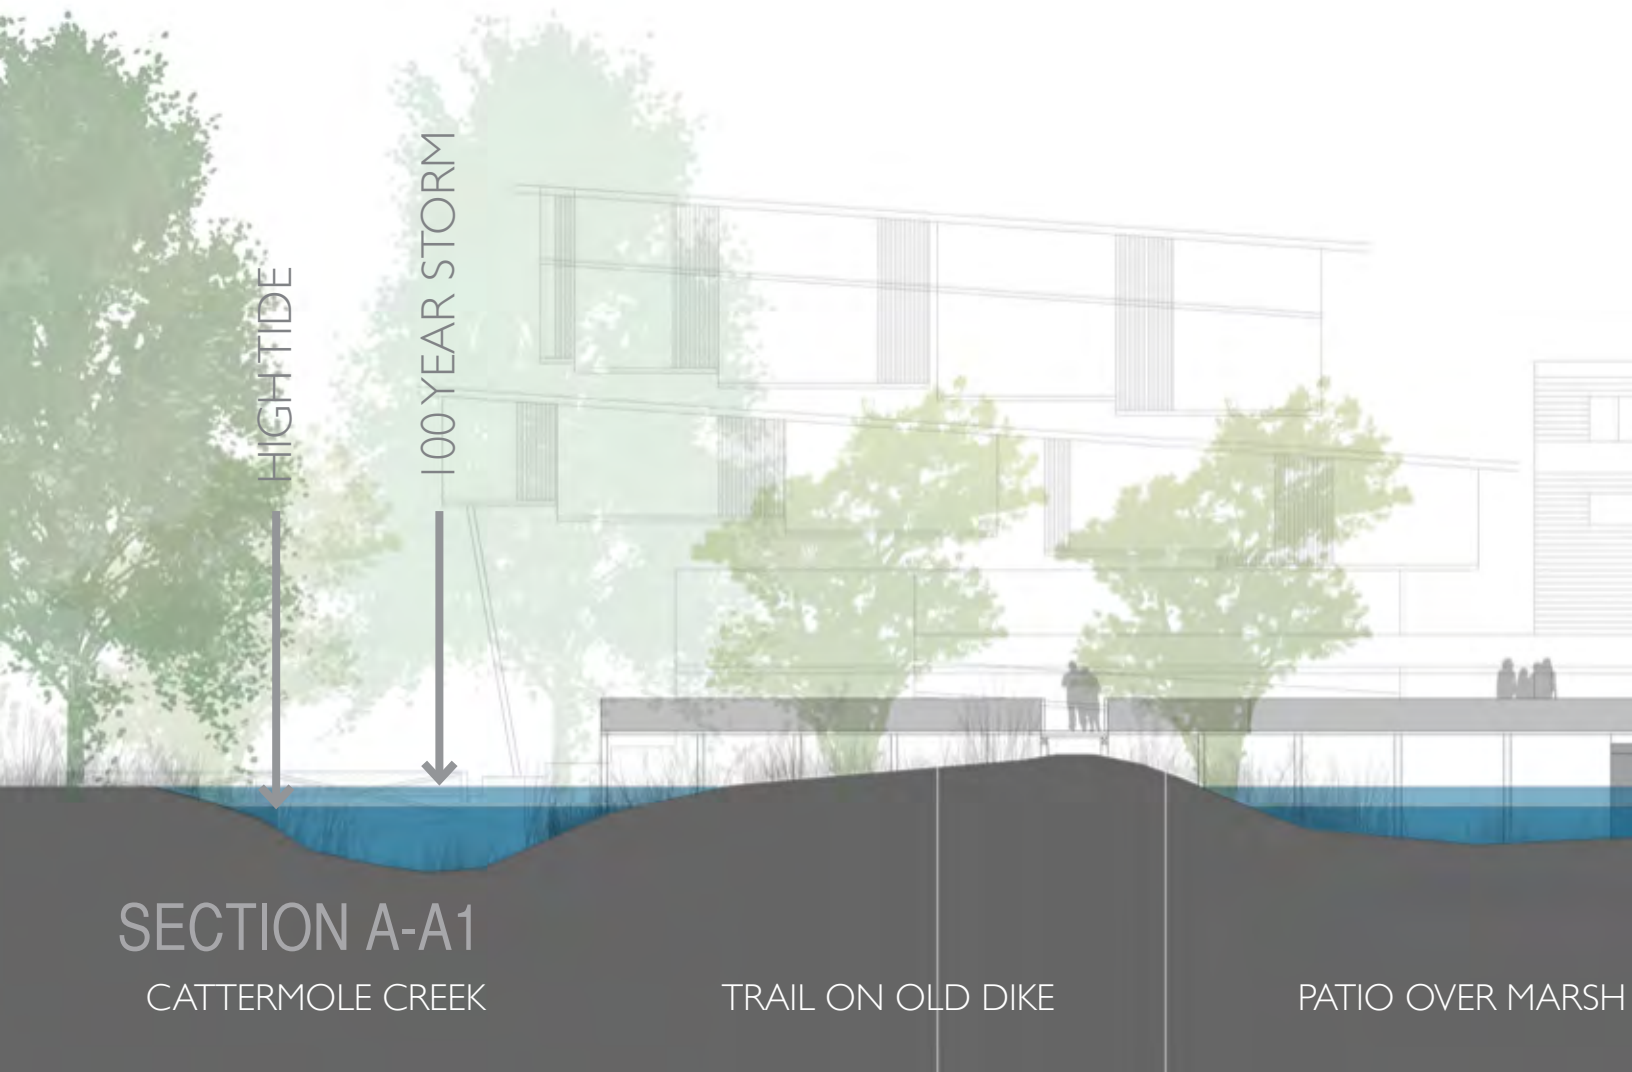 HIGH TIDE
100 YEAR STORM
SECTION A-A1
CATTERMOLE CREEK
TRAIL ON OLD DIKE
PATIO OVER MARSH